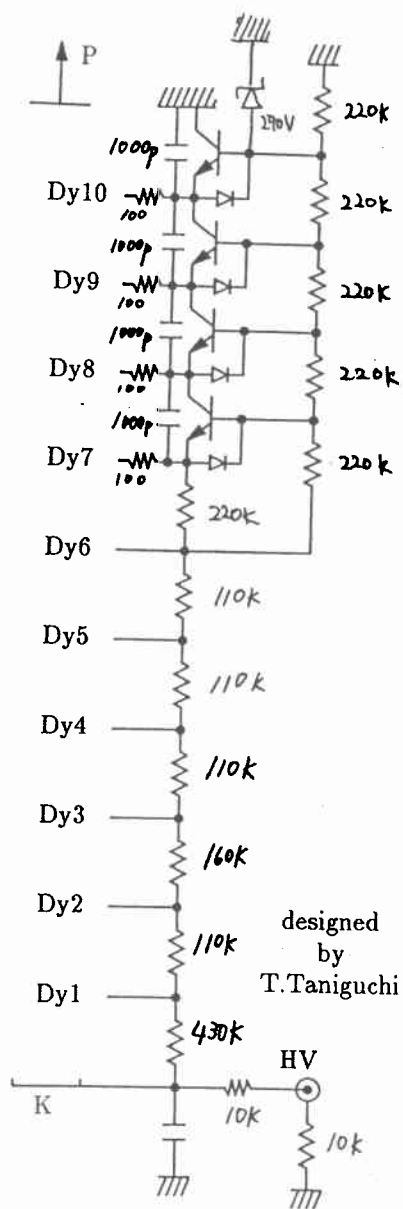 P
290V
220K
1000p
Dy10
100
220K
1000p
Dy9
100
220K
1000p
Dy8
100
220K
1000p
Dy7
100
220K
220K
Dy6
110K
Dy5
110K
Dy4
110K
Dy3
160K
Dy2
110K
designed
by
T.Taniguchi
Dy1
430K
HV
K
10K
10K